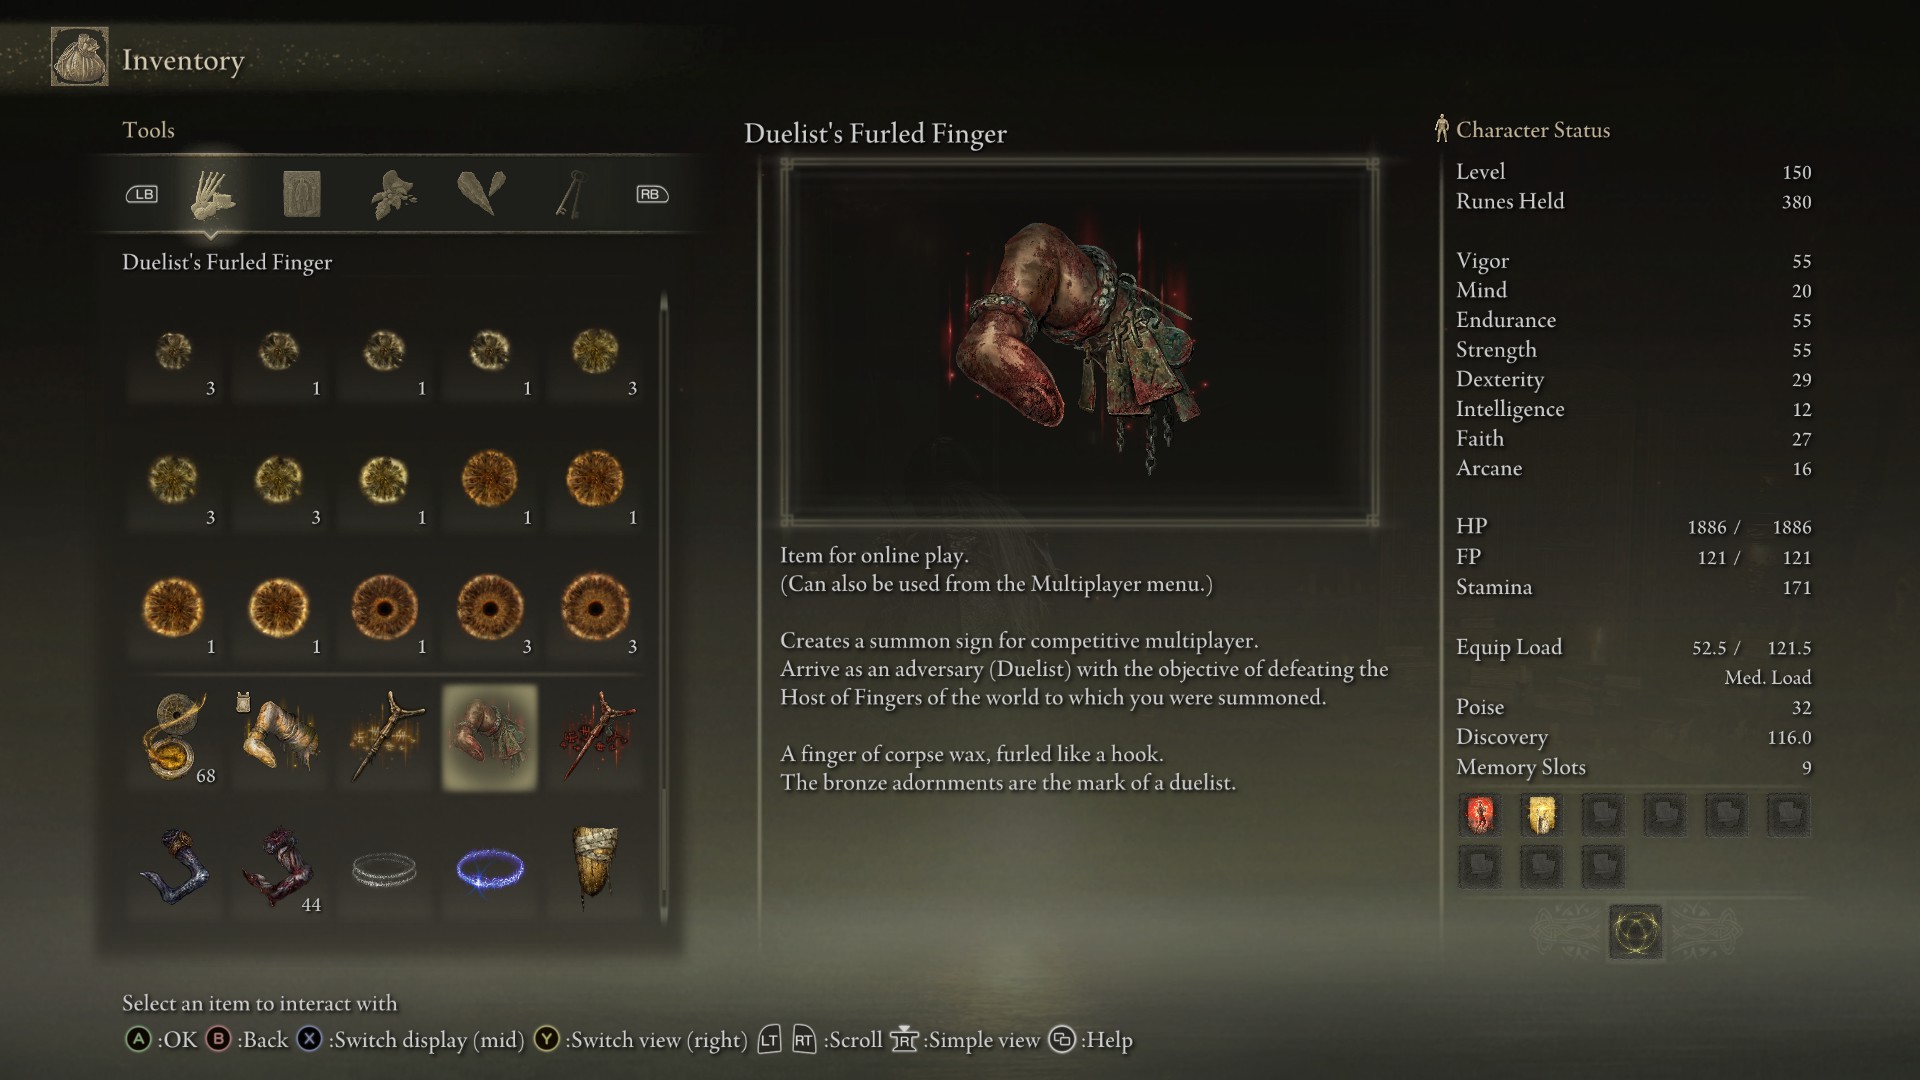 Inventory
Tools
LB
RB
Duelist's Furled Finger
3
1
1
1
3
3
3
1
1
1
1
1
1
3
3
68
44
Duelist's Furled Finger
Item for online play.
(Can also be used from the Multiplayer menu.)
Creates a summon sign for competitive multiplayer.
Arrive as an adversary (Duelist) with the objective of defeating the
Host of Fingers of the world to which you were summoned.
A finger of corpse wax, furled like a hook.
The bronze adornments are the mark of a duelist.
Character Status
Level 150
Runes Held 380
Vigor 55
Mind 20
Endurance 55
Strength 55
Dexterity 29
Intelligence 12
Faith 27
Arcane 16
HP 1886 / 1886
FP 121 / 121
Stamina 171
Equip Load 52.5 / 121.5
Med. Load
Poise 32
Discovery 116.0
Memory Slots 9
Select an item to interact with
A :OK B :Back X :Switch display (mid) Y :Switch view (right) LT RT :Scroll R :Simple view :Help